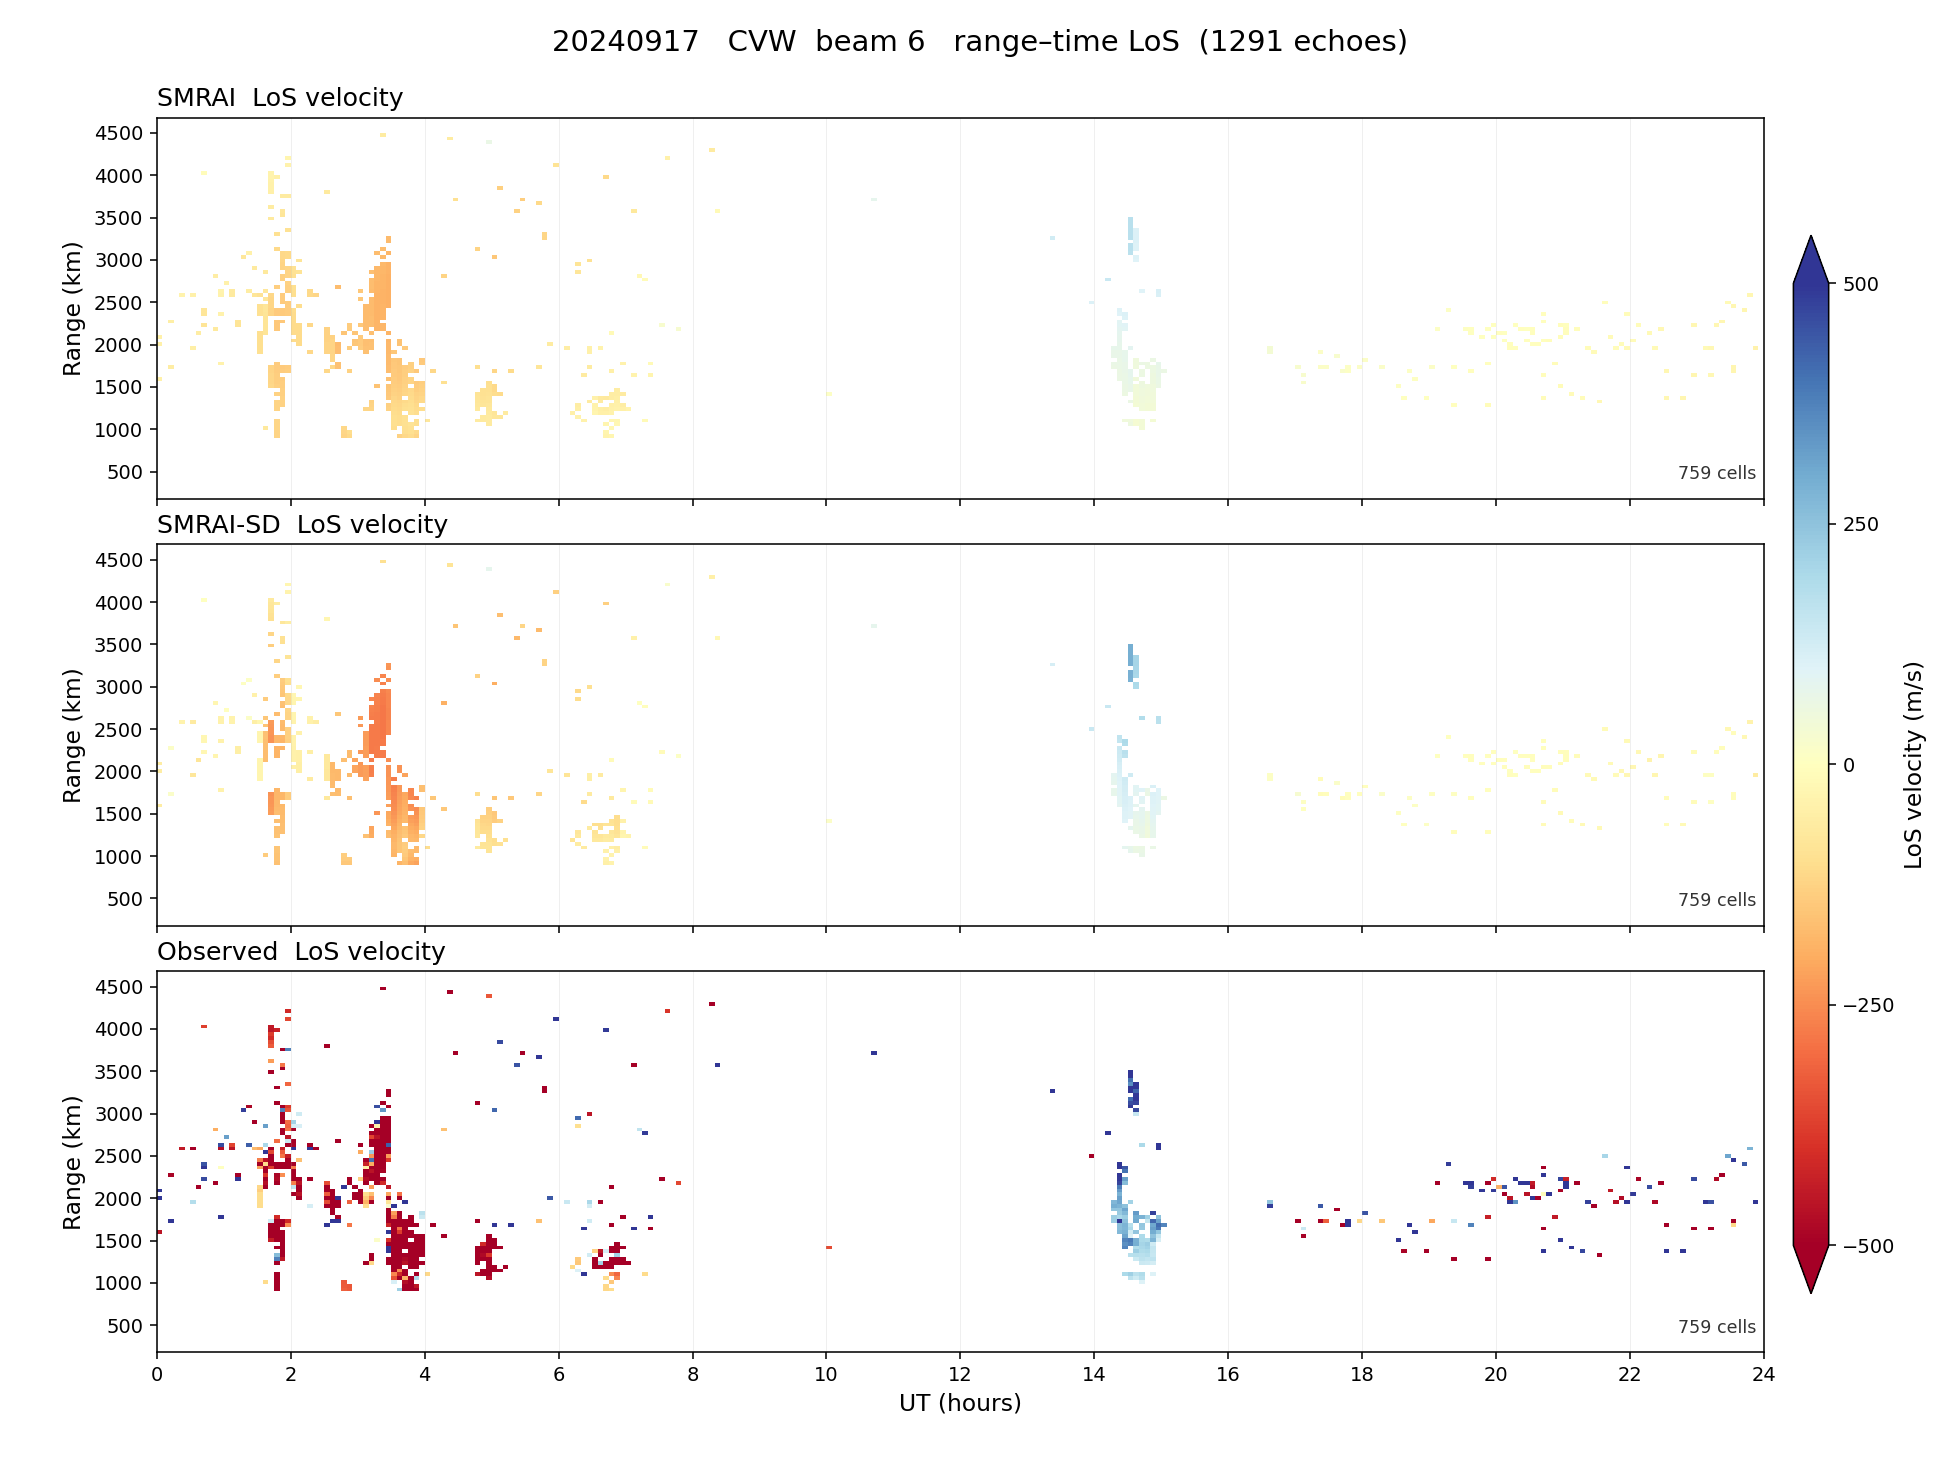 20240917   CVW  beam 6   range–time LoS  (1291 echoes)
SMRAI  LoS velocity
4500
4000
3500
3000
2500
2000
1500
1000
500
Range (km)
759 cells
SMRAI-SD  LoS velocity
4500
4000
3500
3000
2500
2000
1500
1000
500
Range (km)
759 cells
Observed  LoS velocity
4500
4000
3500
3000
2500
2000
1500
1000
500
Range (km)
759 cells
0 2 4 6 8 10 12 14 16 18 20 22 24
UT (hours)
500
250
0
−250
−500
LoS velocity (m/s)